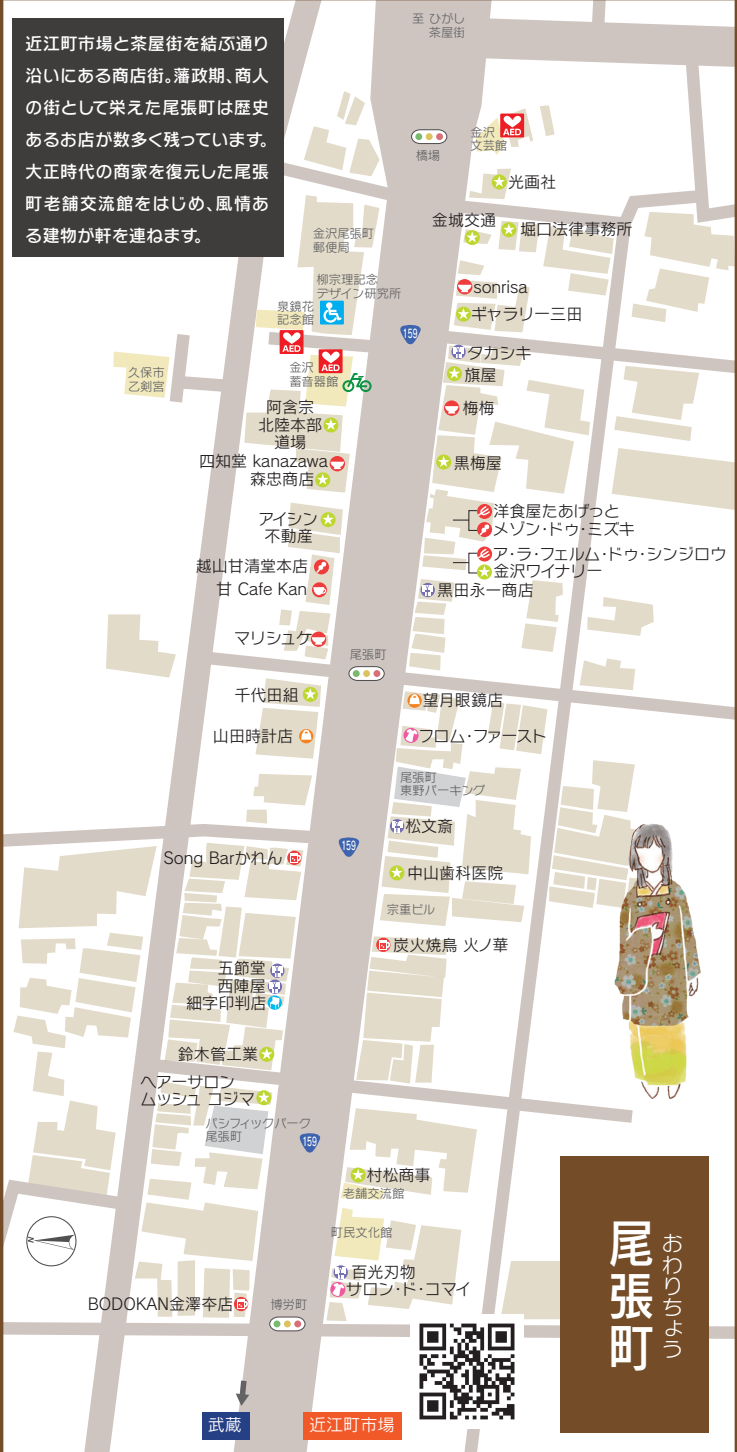 近江町市場と茶屋街を結ぶ通り
沿いにある商店街。藩政期、商人
の街として栄えた尾張町は歴史
あるお店が数多く残っています。
大正時代の商家を復元した尾張
町老舗交流館をはじめ、風情あ
る建物が軒を連ねます。
至 ひがし
茶屋街
橋場
金沢
文芸館
AED
光画社
金城交通
堀口法律事務所
金沢尾張町
郵便局
柳宗理記念
デザイン研究所
泉鏡花
記念館
AED
sonrisa
ギャラリー三田
159
タカシキ
旗屋
梅梅
黒梅屋
久保市
乙剣宮
金沢
蓄音器館
AED
阿含宗
北陸本部
道場
四知堂 kanazawa
森忠商店
アイシン
不動産
越山甘清堂本店
甘 Cafe Kan
マリシュケ
洋食屋たあげっと
メゾン・ドゥ・ミズキ
ア・ラ・フェルム・ドゥ・シンジロウ
金沢ワイナリー
黒田永一商店
尾張町
千代田組
山田時計店
望月眼鏡店
フロム・ファースト
尾張町
東野パーキング
松文斎
159
Song Barかれん
中山歯科医院
宗重ビル
炭火焼鳥 火ノ華
五節堂
西陣屋
細字印判店
鈴木管工業
ヘアーサロン
ムッシュ コジマ
パシフィックパーク
尾張町
159
村松商事
老舗交流館
町民文化館
百光刃物
サロン・ド・コマイ
N
BODOKAN金澤夲店
博労町
武蔵
近江町市場
尾張町
おわりちょう